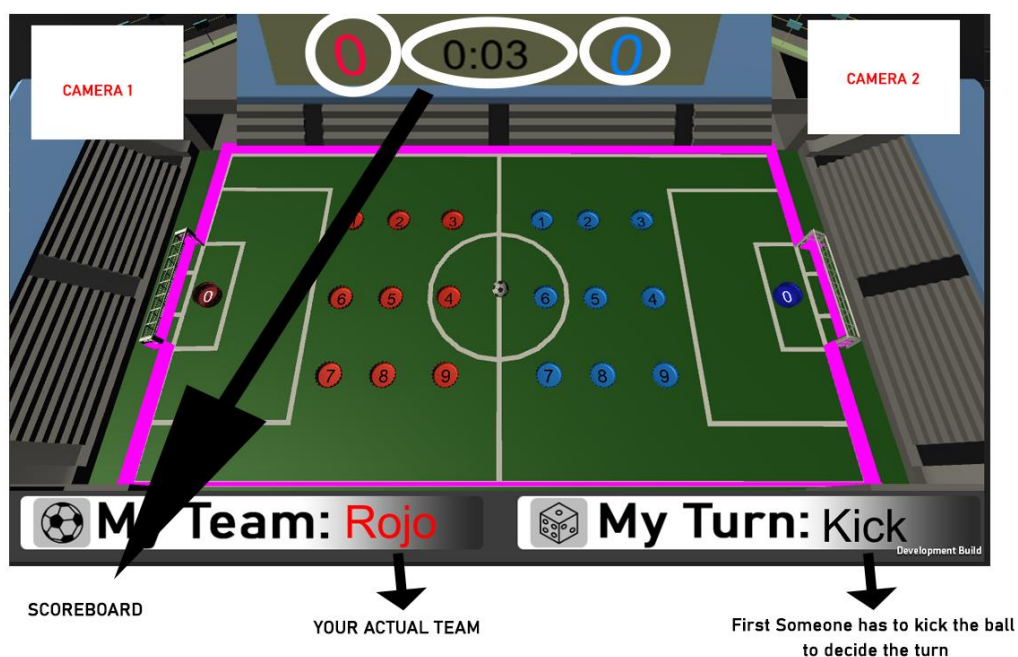 0 0:03 0
CAMERA 1
CAMERA 2
1 2 3 1 2 3
0 6 5 4 6 5 4 0
7 8 9 7 8 9
My Team: Rojo
My Turn: Kick
Development Build
SCOREBOARD
YOUR ACTUAL TEAM
First Someone has to kick the ball
to decide the turn